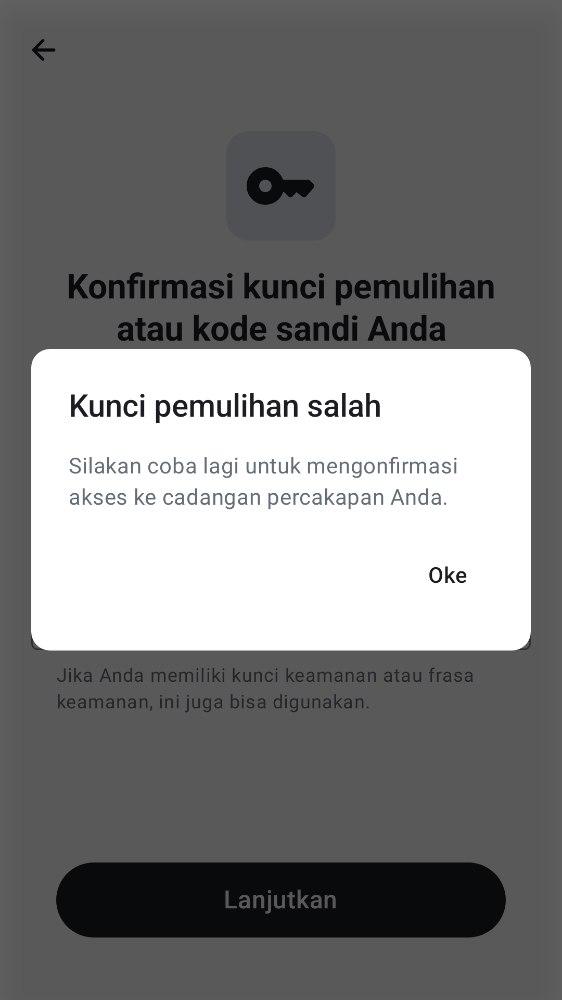 Konfirmasi kunci pemulihan
atau kode sandi Anda
Kunci pemulihan salah
Silakan coba lagi untuk mengonfirmasi
akses ke cadangan percakapan Anda.
Oke
Jika Anda memiliki kunci keamanan atau frasa
keamanan, ini juga bisa digunakan.
Lanjutkan